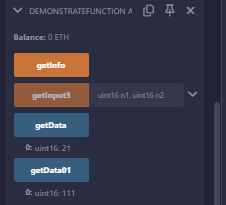 DEMONSTRATEFUNCTION A
Balance: 0 ETH
getInfo
getInput3 uint16 n1, uint16 n2
getData
0: uint16: 21
getData01
0: uint16: 111